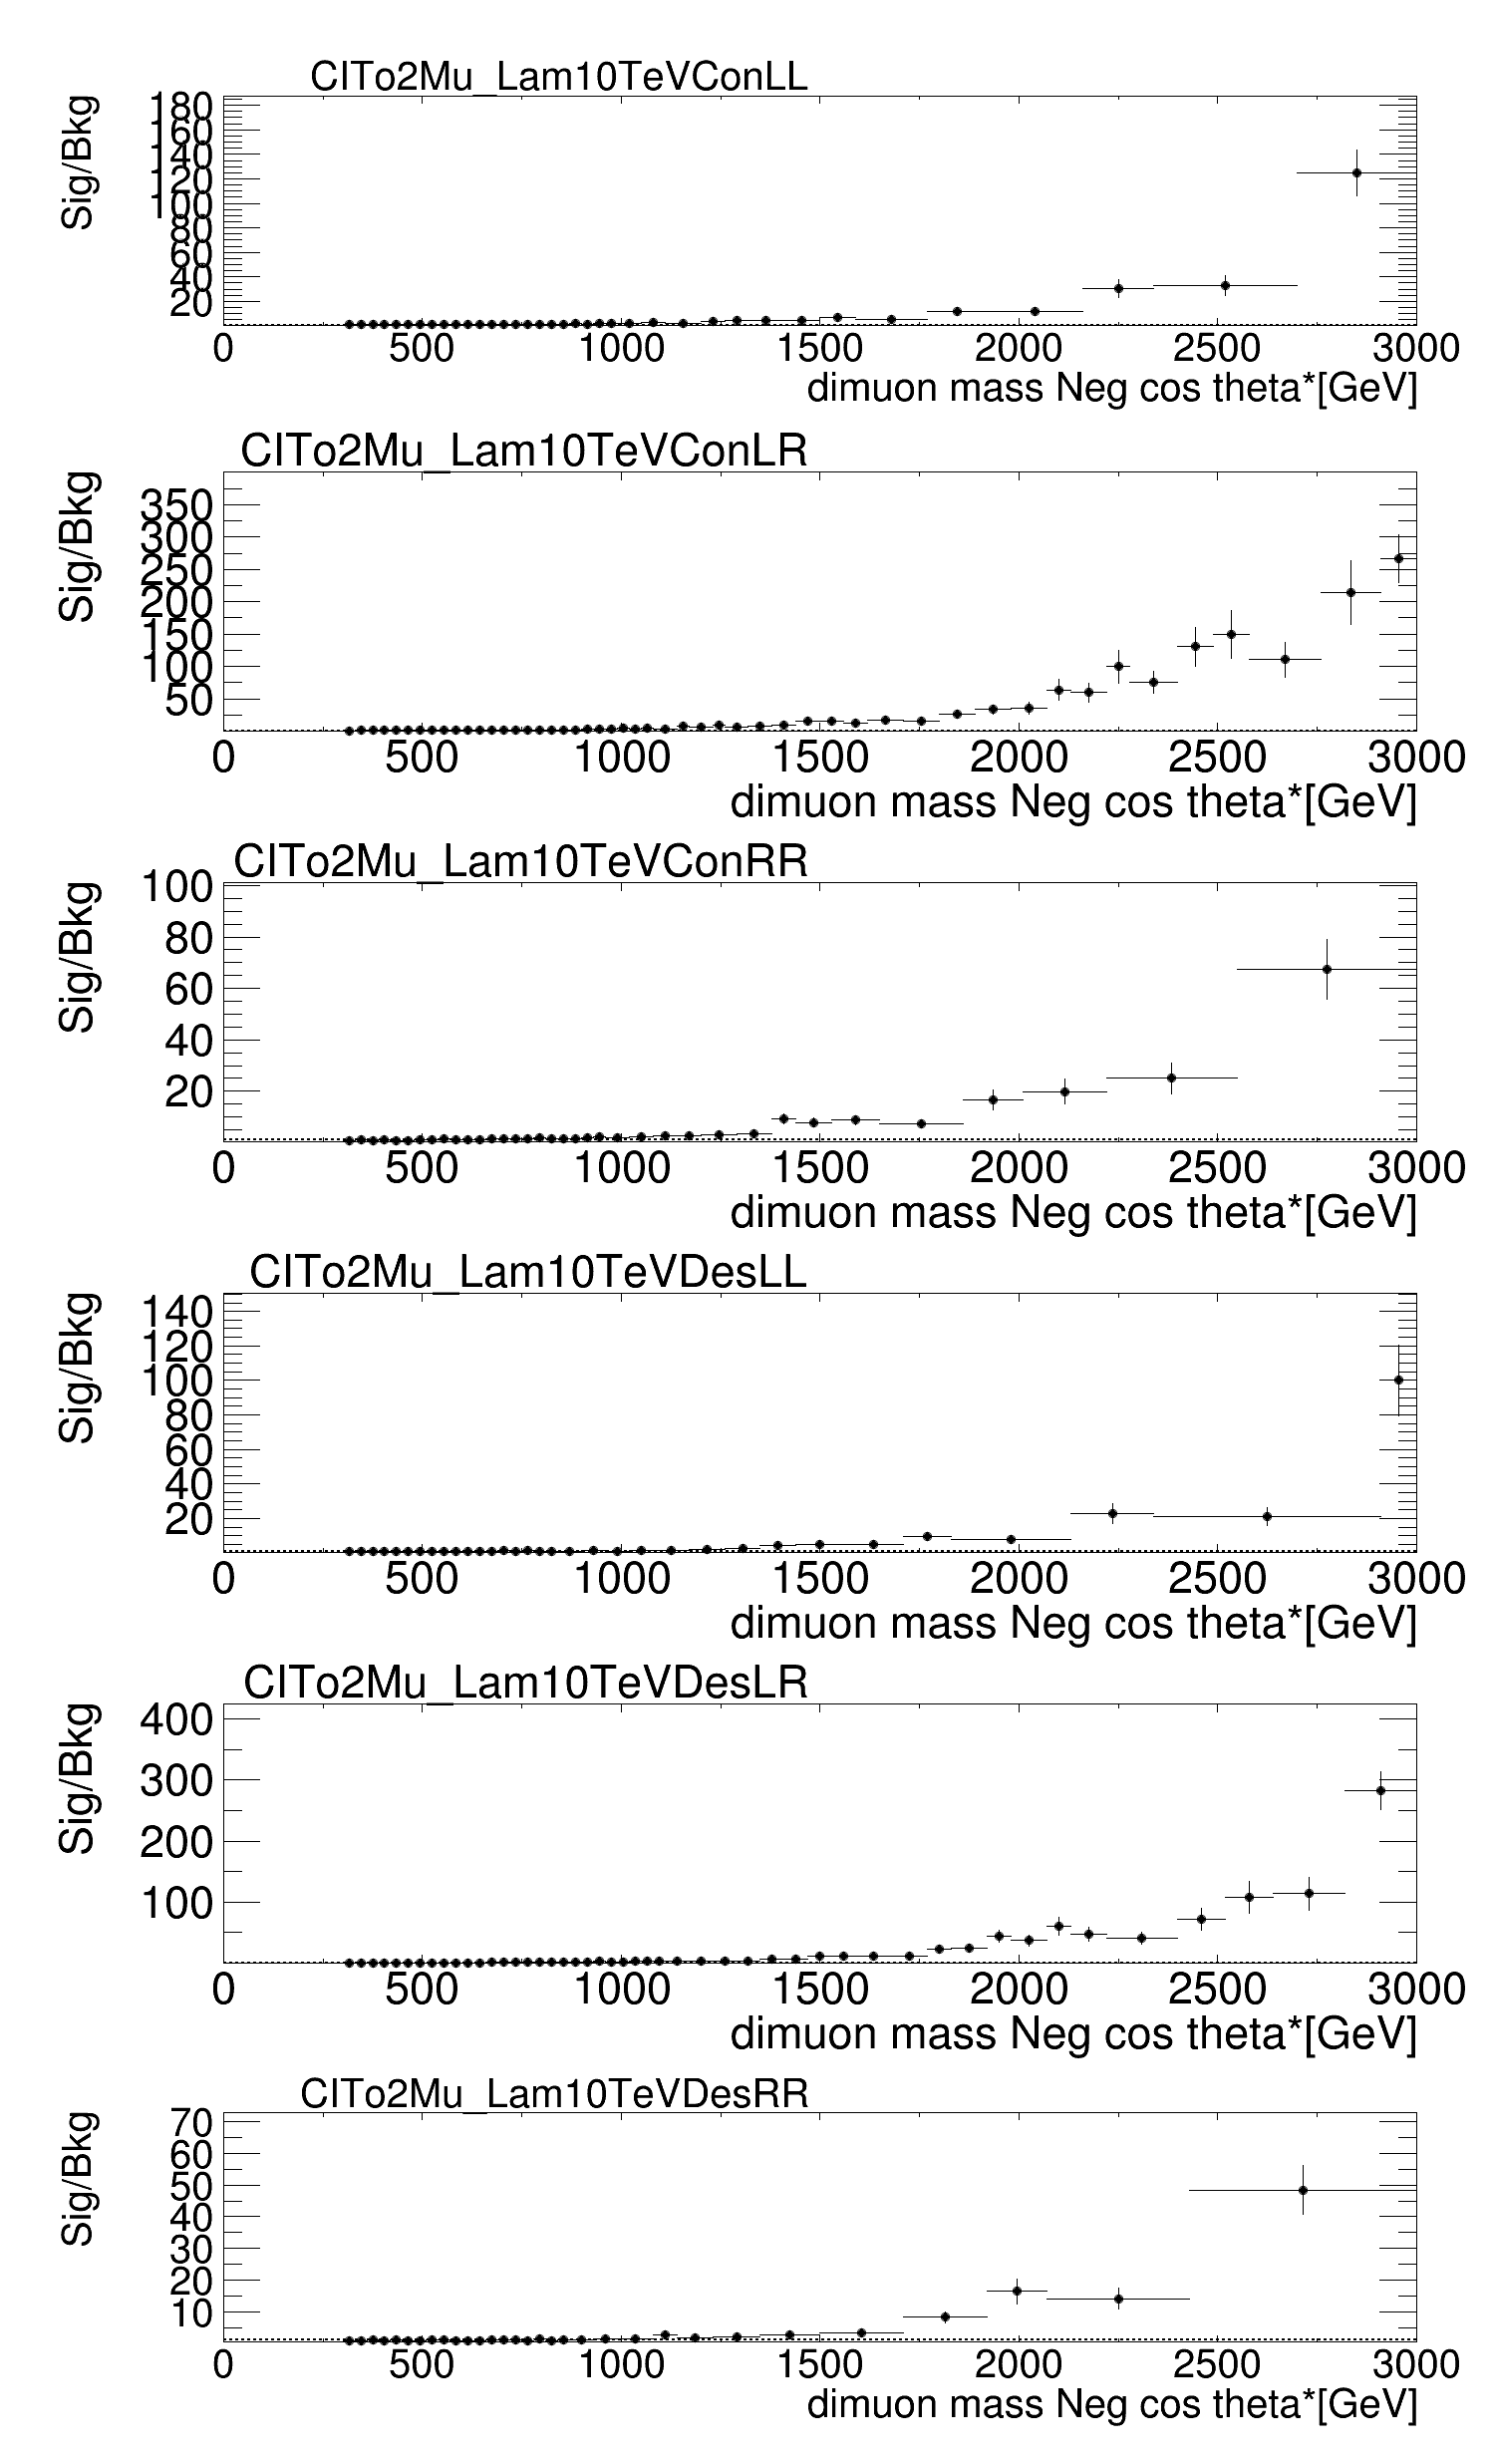 CITo2Mu_Lam10TeVConLL
Sig/Bkg
180
160
140
120
100
80
60
40
20
0 500 1000 1500 2000 2500 3000
dimuon mass Neg cos theta*[GeV]
CITo2Mu_Lam10TeVConLR
Sig/Bkg
350
300
250
200
150
100
50
0 500 1000 1500 2000 2500 3000
dimuon mass Neg cos theta*[GeV]
CITo2Mu_Lam10TeVConRR
Sig/Bkg
100
80
60
40
20
0 500 1000 1500 2000 2500 3000
dimuon mass Neg cos theta*[GeV]
CITo2Mu_Lam10TeVDesLL
Sig/Bkg
140
120
100
80
60
40
20
0 500 1000 1500 2000 2500 3000
dimuon mass Neg cos theta*[GeV]
CITo2Mu_Lam10TeVDesLR
Sig/Bkg
400
300
200
100
0 500 1000 1500 2000 2500 3000
dimuon mass Neg cos theta*[GeV]
CITo2Mu_Lam10TeVDesRR
Sig/Bkg
70
60
50
40
30
20
10
0 500 1000 1500 2000 2500 3000
dimuon mass Neg cos theta*[GeV]